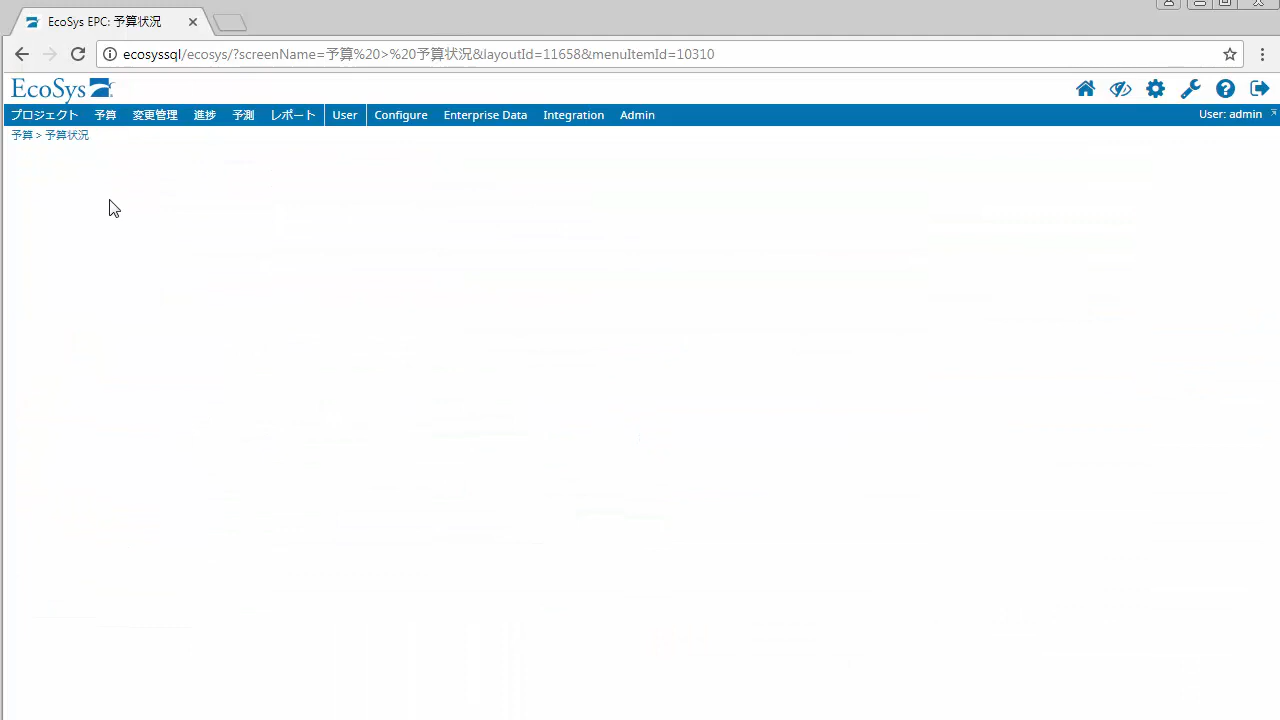 EcoSys EPC: 予算状況
ecosyssql/ecosys/?screenName=予算%20>%20予算状況&layoutId=11658&menuItemId=10310
EcoSys
プロジェクト 予算 変更管理 進捗 予測 レポート User Configure Enterprise Data Integration Admin User: admin
予算 > 予算状況